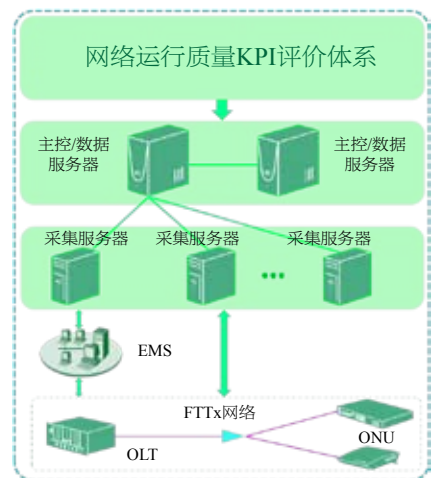 网络运行质量KPI评价体系
主控/数据
服务器
主控/数据
服务器
采集服务器
采集服务器
采集服务器
EMS
FTTx网络
ONU
OLT